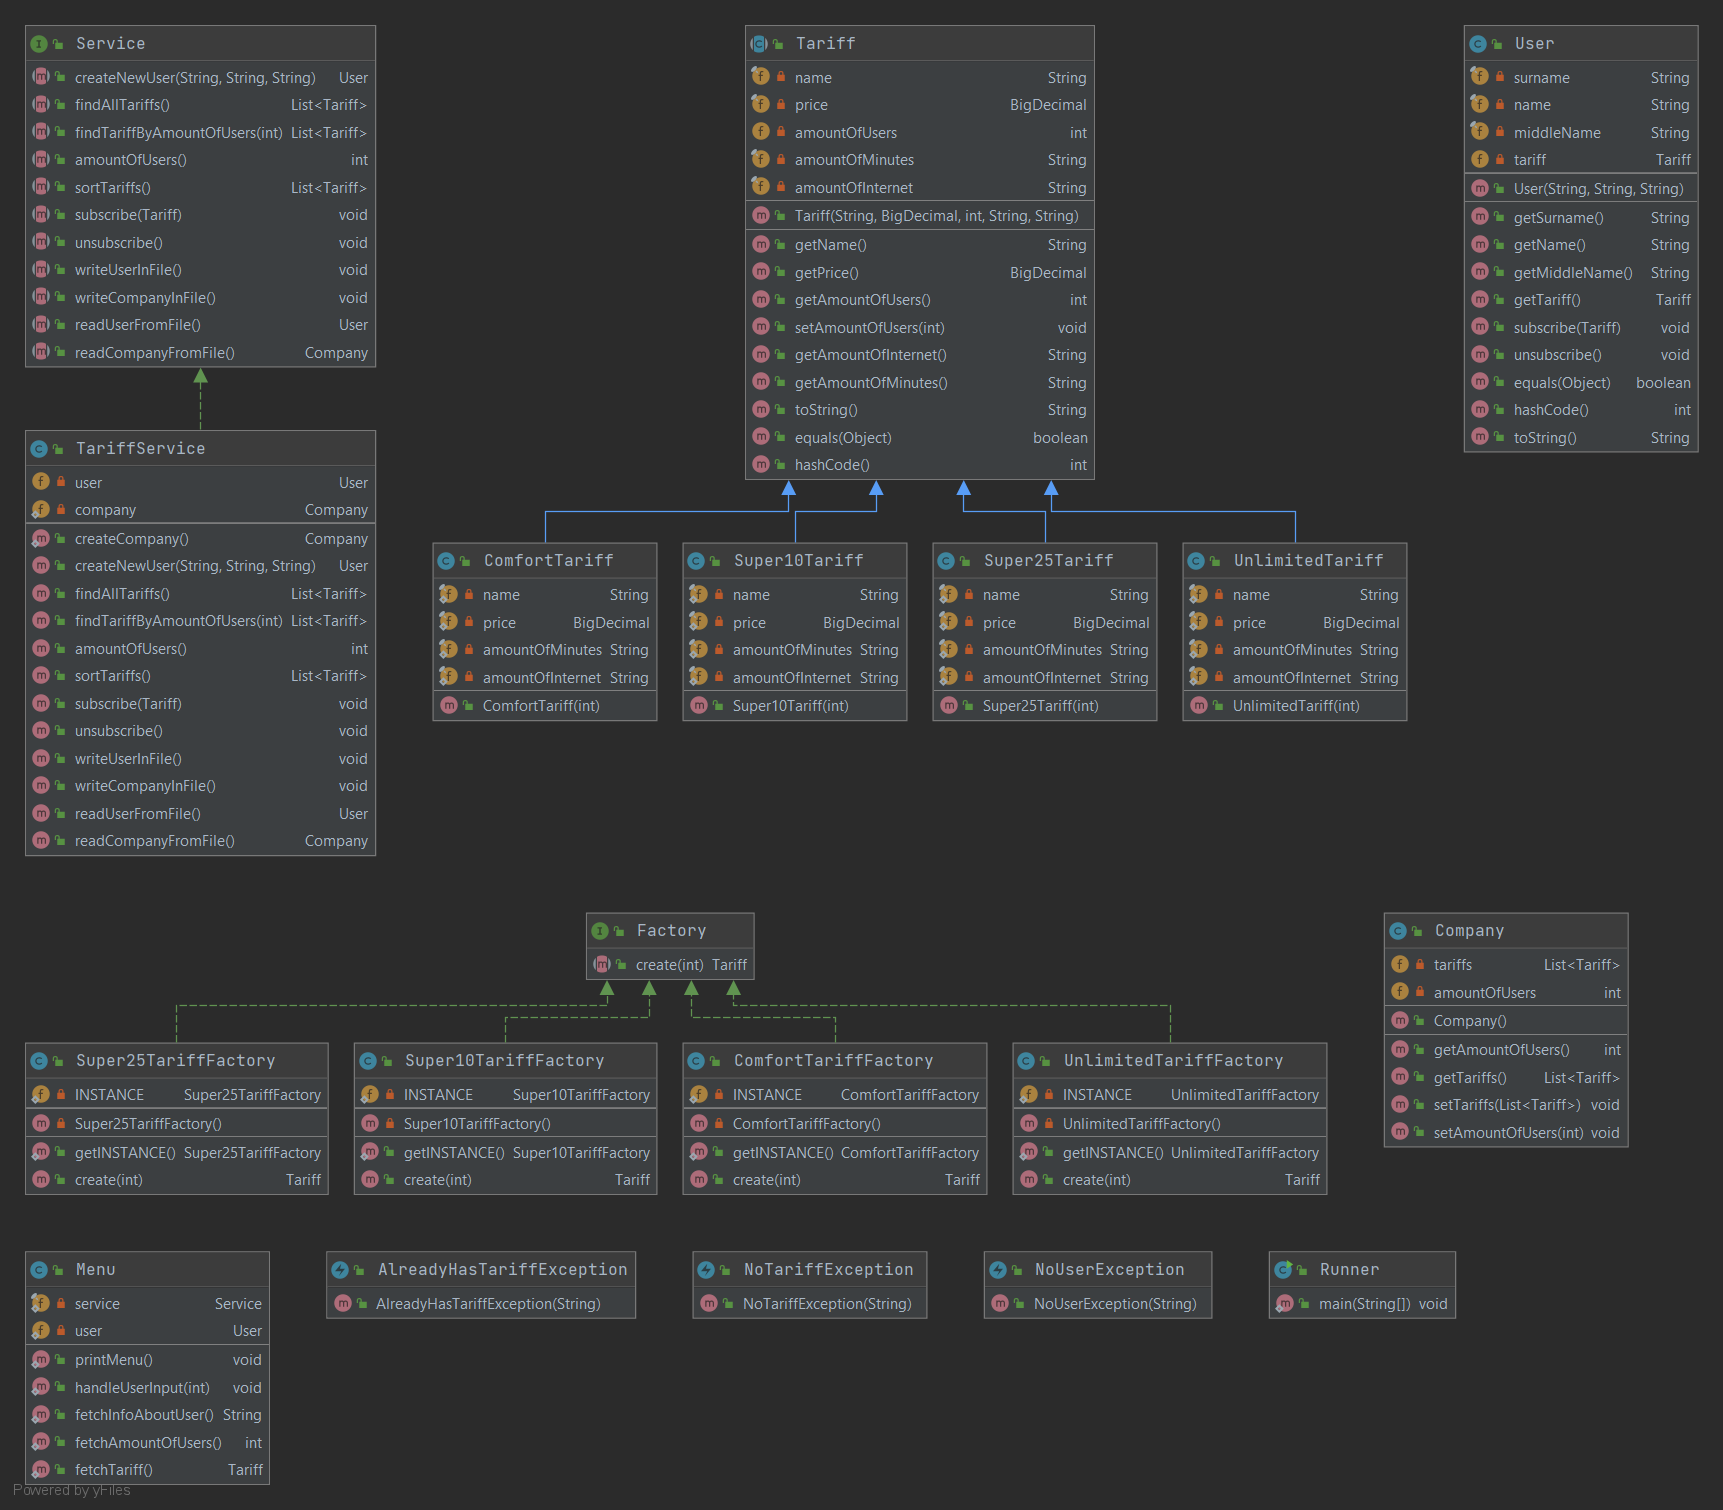 Service
createNewUser(String, String, String) User
findAllTariffs() List<Tariff>
findTariffByAmountOfUsers(int) List<Tariff>
amountOfUsers() int
sortTariffs() List<Tariff>
subscribe(Tariff) void
unsubscribe() void
writeUserInFile() void
writeCompanyInFile() void
readUserFromFile() User
readCompanyFromFile() Company
TariffService
user User
company Company
createCompany() Company
createNewUser(String, String, String) User
findAllTariffs() List<Tariff>
findTariffByAmountOfUsers(int) List<Tariff>
amountOfUsers() int
sortTariffs() List<Tariff>
subscribe(Tariff) void
unsubscribe() void
writeUserInFile() void
writeCompanyInFile() void
readUserFromFile() User
readCompanyFromFile() Company
Tariff
name String
price BigDecimal
amountOfUsers int
amountOfMinutes String
amountOfInternet String
Tariff(String, BigDecimal, int, String, String)
getName() String
getPrice() BigDecimal
getAmountOfUsers() int
setAmountOfUsers(int) void
getAmountOfInternet() String
getAmountOfMinutes() String
toString() String
equals(Object) boolean
hashCode() int
User
surname String
name String
middleName String
tariff Tariff
User(String, String, String)
getSurname() String
getName() String
getMiddleName() String
getTariff() Tariff
subscribe(Tariff) void
unsubscribe() void
equals(Object) boolean
hashCode() int
toString() String
ComfortTariff
name String
price BigDecimal
amountOfMinutes String
amountOfInternet String
ComfortTariff(int)
Super10Tariff
name String
price BigDecimal
amountOfMinutes String
amountOfInternet String
Super10Tariff(int)
Super25Tariff
name String
price BigDecimal
amountOfMinutes String
amountOfInternet String
Super25Tariff(int)
UnlimitedTariff
name String
price BigDecimal
amountOfMinutes String
amountOfInternet String
UnlimitedTariff(int)
Factory
create(int) Tariff
Company
tariffs List<Tariff>
amountOfUsers int
Company()
getAmountOfUsers() int
getTariffs() List<Tariff>
setTariffs(List<Tariff>) void
setAmountOfUsers(int) void
Super25TariffFactory
INSTANCE Super25TariffFactory
Super25TariffFactory()
getINSTANCE() Super25TariffFactory
create(int) Tariff
Super10TariffFactory
INSTANCE Super10TariffFactory
Super10TariffFactory()
getINSTANCE() Super10TariffFactory
create(int) Tariff
ComfortTariffFactory
INSTANCE ComfortTariffFactory
ComfortTariffFactory()
getINSTANCE() ComfortTariffFactory
create(int) Tariff
UnlimitedTariffFactory
INSTANCE UnlimitedTariffFactory
UnlimitedTariffFactory()
getINSTANCE() UnlimitedTariffFactory
create(int) Tariff
Menu
service Service
user User
printMenu() void
handleUserInput(int) void
fetchInfoAboutUser() String
fetchAmountOfUsers() int
fetchTariff() Tariff
AlreadyHasTariffException
AlreadyHasTariffException(String)
NoTariffException
NoTariffException(String)
NoUserException
NoUserException(String)
Runner
main(String[]) void
Powered by yFiles